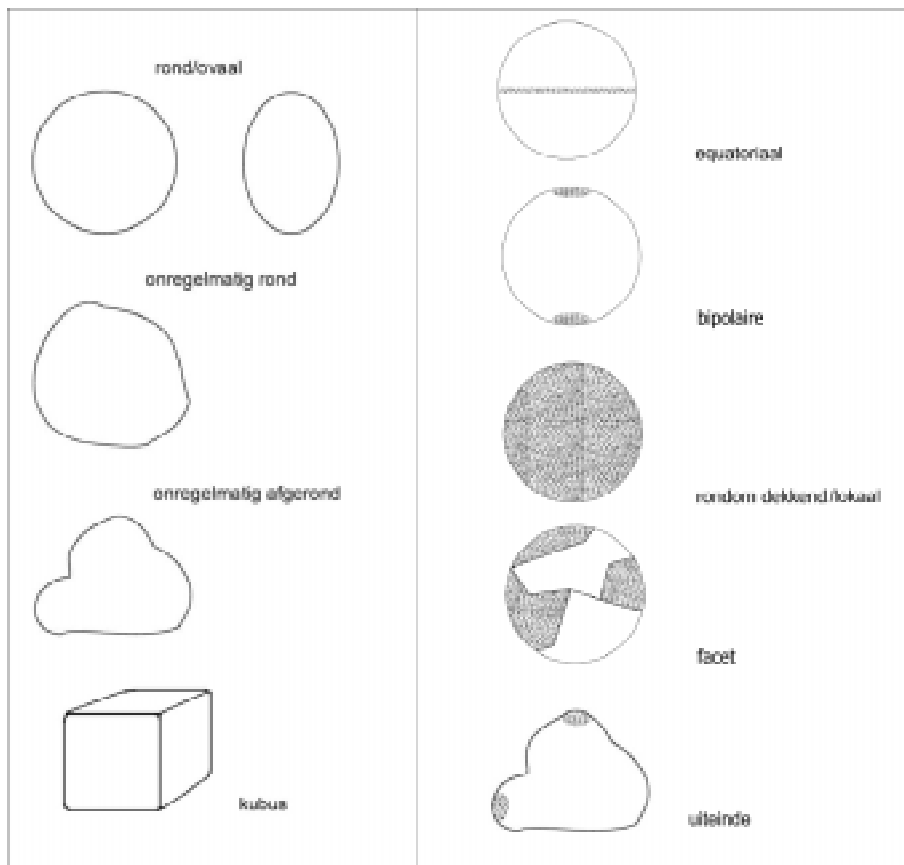 rond/ovaal
onregelmatig rond
onregelmatig afgerond
kubus
equatoriaal
bipolaire
rondom dekkend/lokaal
facet
uiteinde